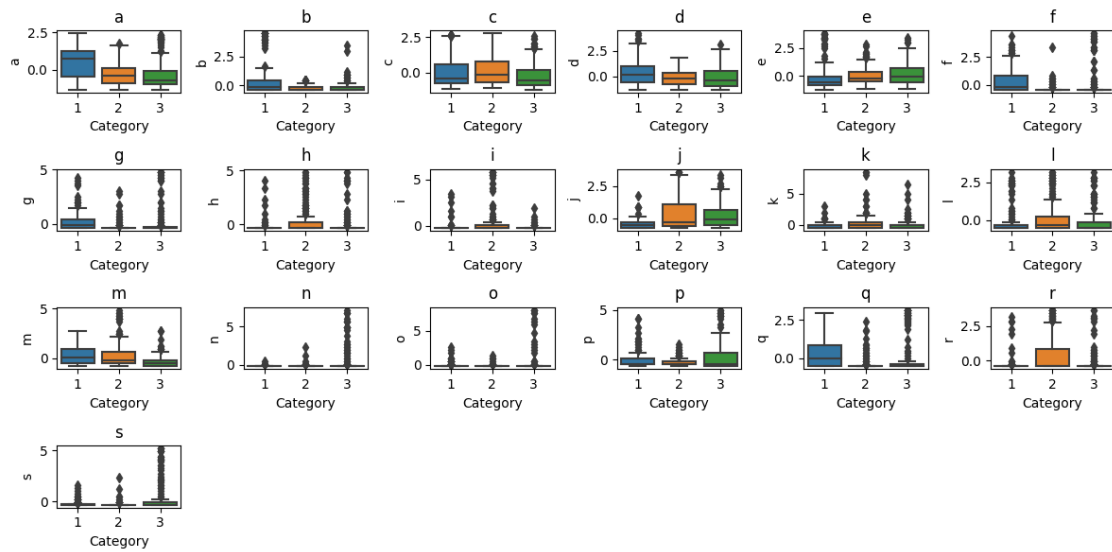 a b c d e f
a 2.5 0.0 b 2.5 0.0 c 2.5 0.0 d 2.5 0.0 e 2.5 0.0 f 2.5 0.0
1 2 3 1 2 3 1 2 3 1 2 3 1 2 3 1 2 3
Category Category Category Category Category Category
g h i j k l
g 5 0 h 5 0 i 5 0 j 2.5 0.0 k 5 0 l 2.5 0.0
1 2 3 1 2 3 1 2 3 1 2 3 1 2 3 1 2 3
Category Category Category Category Category Category
m n o p q r
m 5 0 n 5 0 o 5 0 p 5 0 q 2.5 0.0 r 2.5 0.0
1 2 3 1 2 3 1 2 3 1 2 3 1 2 3 1 2 3
Category Category Category Category Category Category
s
s 5 0
1 2 3
Category